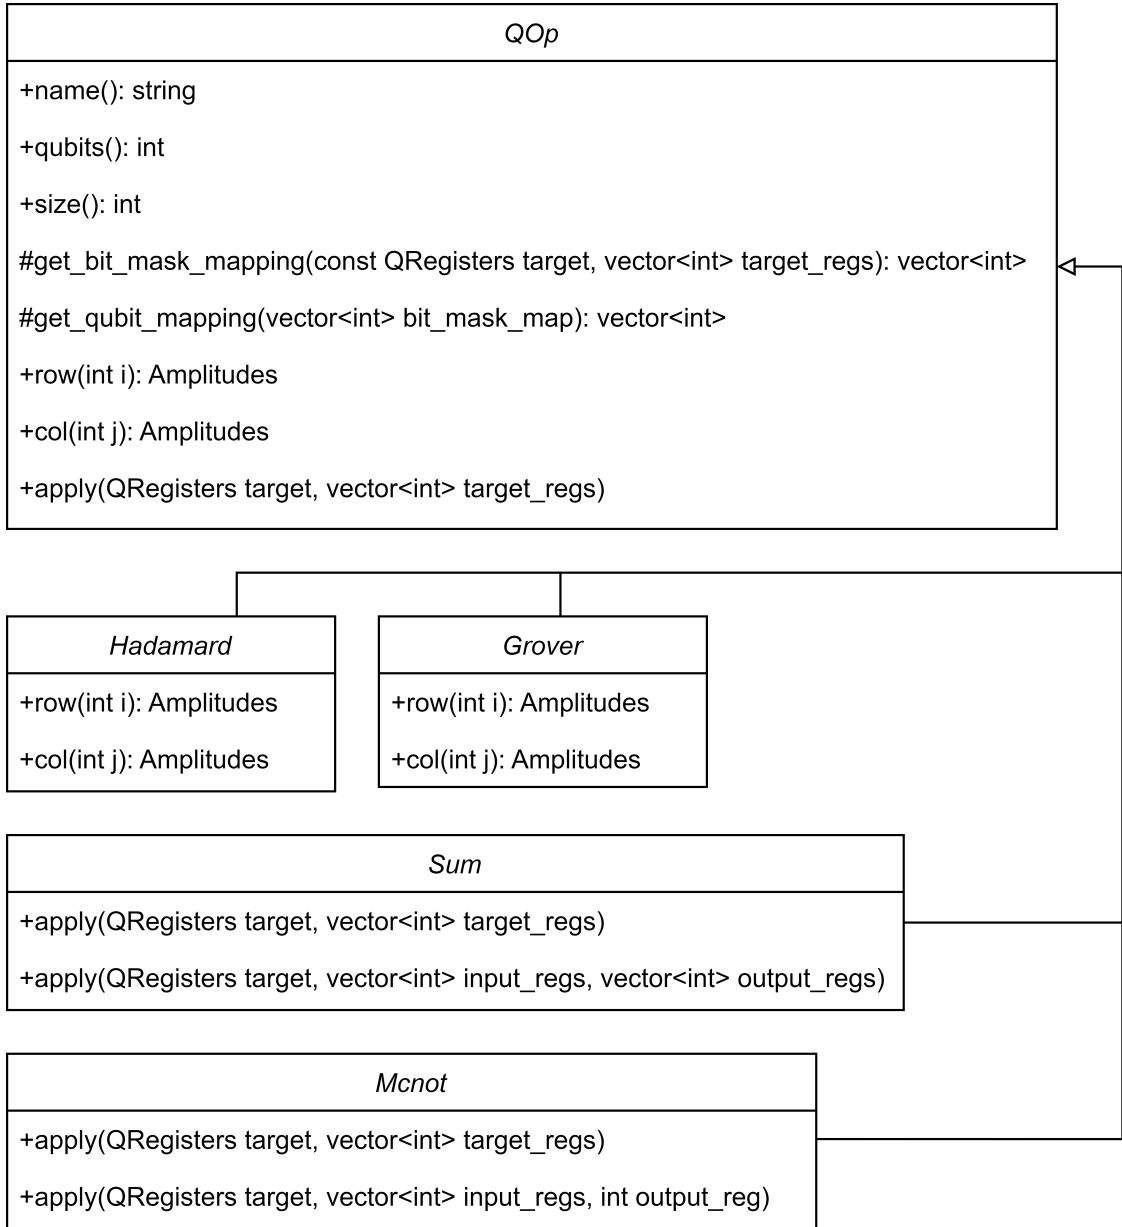 QOp
+name(): string
+qubits(): int
+size(): int
#get_bit_mask_mapping(const QRegisters target, vector<int> target_regs): vector<int>
#get_qubit_mapping(vector<int> bit_mask_map): vector<int>
+row(int i): Amplitudes
+col(int j): Amplitudes
+apply(QRegisters target, vector<int> target_regs)
Hadamard
+row(int i): Amplitudes
+col(int j): Amplitudes
Grover
+row(int i): Amplitudes
+col(int j): Amplitudes
Sum
+apply(QRegisters target, vector<int> target_regs)
+apply(QRegisters target, vector<int> input_regs, vector<int> output_regs)
Mcnot
+apply(QRegisters target, vector<int> target_regs)
+apply(QRegisters target, vector<int> input_regs, int output_reg)